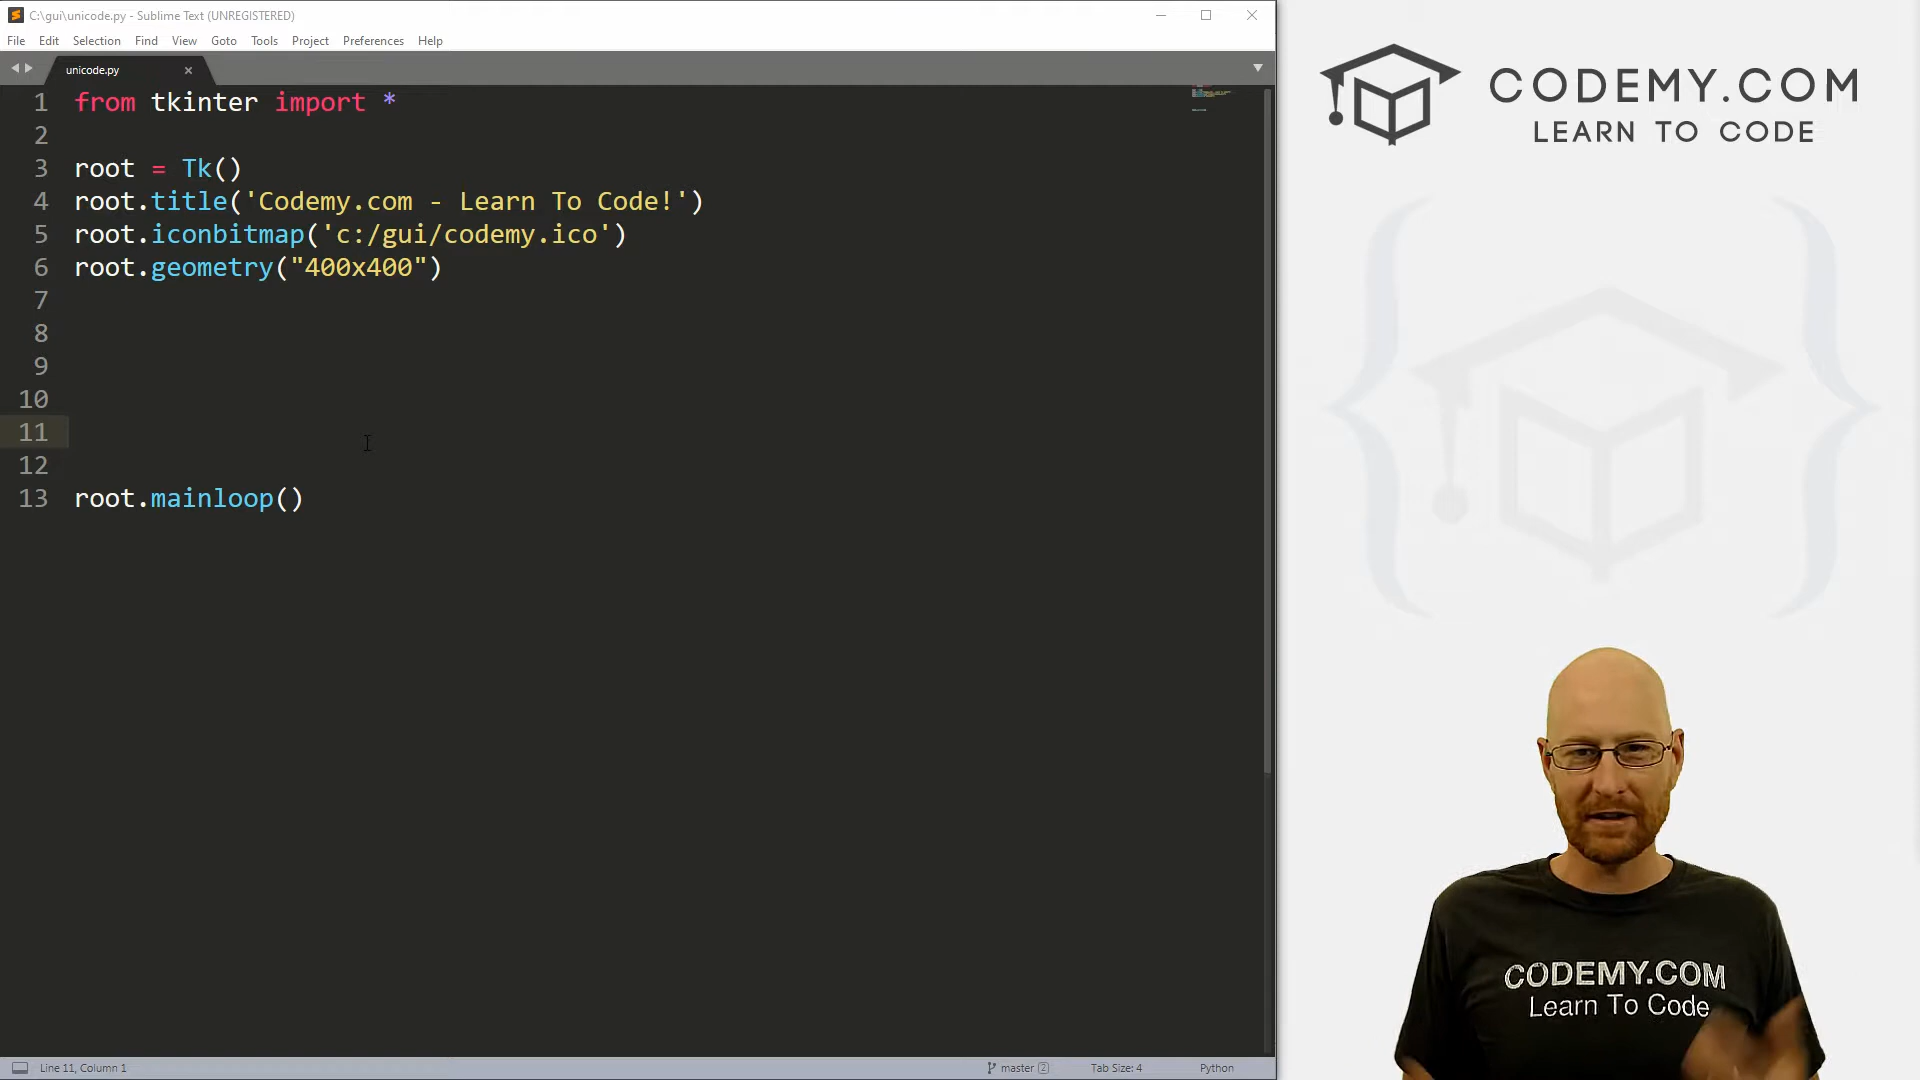 C:\gui\unicode.py - Sublime Text (UNREGISTERED)
File Edit Selection Find View Goto Tools Project Preferences Help
unicode.py
1 from tkinter import *
2
3 root = Tk()
4 root.title('Codemy.com - Learn To Code!')
5 root.iconbitmap('c:/gui/codemy.ico')
6 root.geometry("400x400")
7
8
9
10
11
12
13 root.mainloop()
Line 11, Column 1
master 2
Tab Size: 4
Python
CODEMY.COM
LEARN TO CODE
CODEMY.COM
Learn To Code